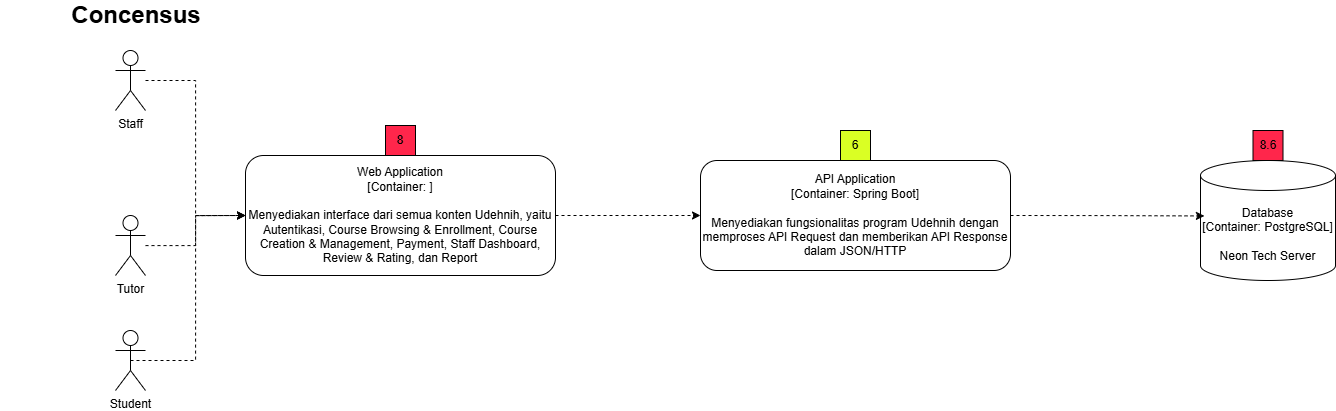 Concensus
Staff
Tutor
Student
8
Web Application
[Container: ]
Menyediakan interface dari semua konten Udehnih, yaitu
Autentikasi, Course Browsing & Enrollment, Course
Creation & Management, Payment, Staff Dashboard,
Review & Rating, dan Report
6
API Application
[Container: Spring Boot]
Menyediakan fungsionalitas program Udehnih dengan
memproses API Request dan memberikan API Response
dalam JSON/HTTP
8.6
Database
[Container: PostgreSQL]
Neon Tech Server